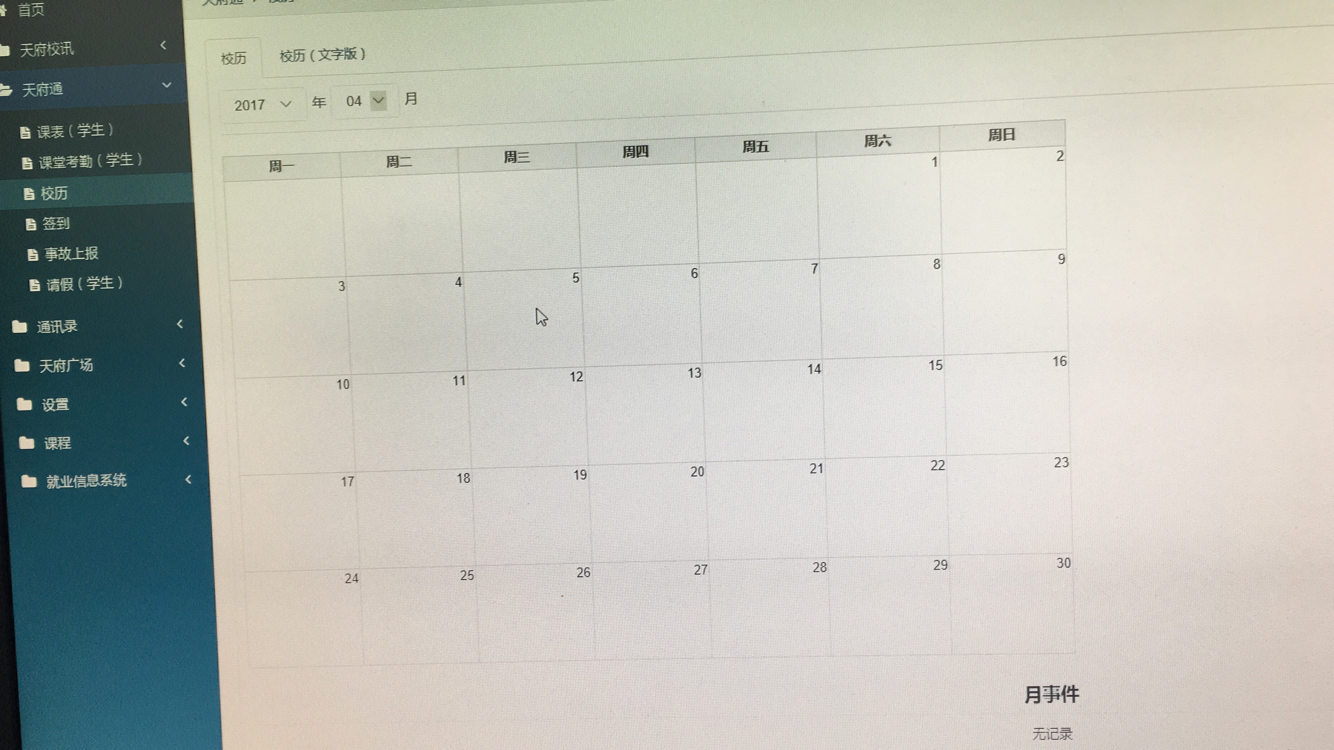 首页
天府校讯
天府通
课表（学生）
课堂考勤（学生）
校历
签到
事故上报
请假（学生）
通讯录
天府广场
设置
课程
就业信息系统
校历 校历（文字版）
2017 年 04 月
周一 周二 周三 周四 周五 周六 周日
1 2
3 4 5 6 7 8 9
10 11 12 13 14 15 16
17 18 19 20 21 22 23
24 25 26 27 28 29 30
月事件
无记录